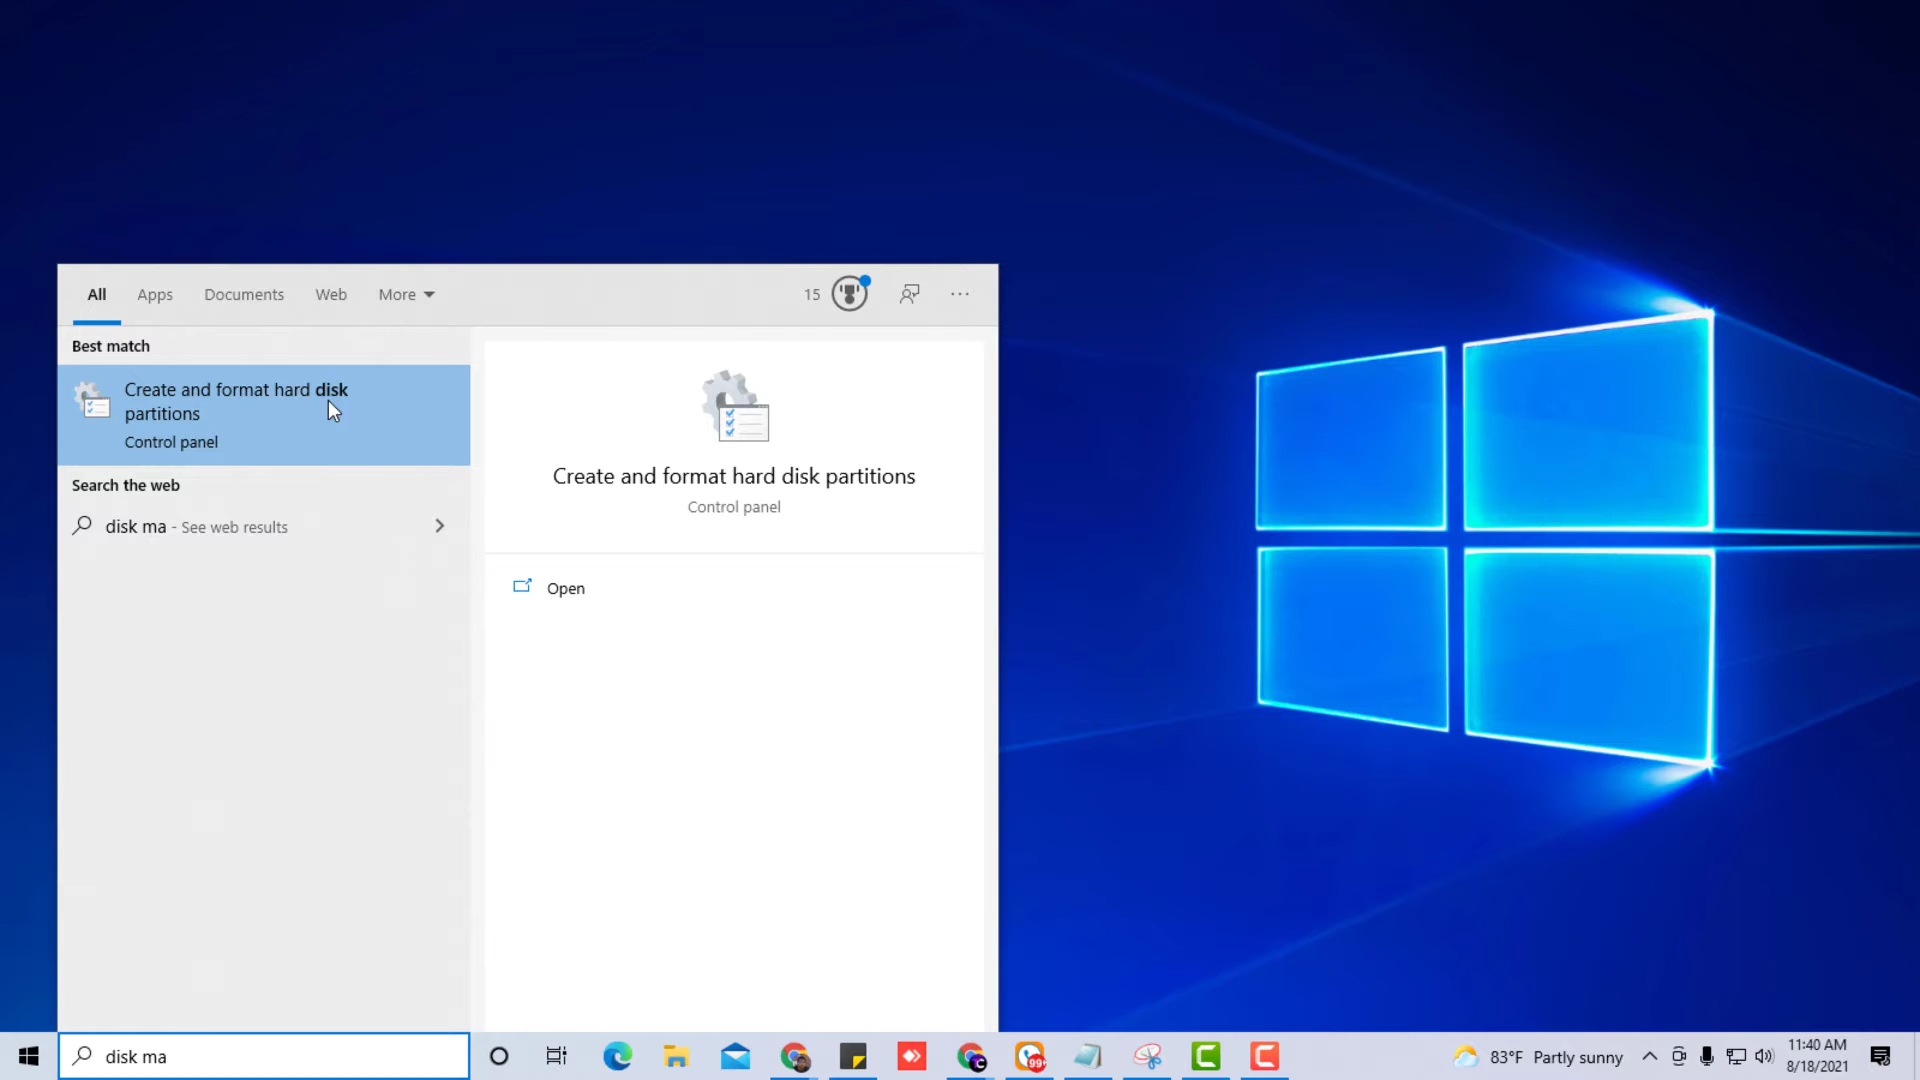 All Apps Documents Web More 15
Best match
Create and format hard disk
partitions
Control panel
Search the web
disk ma - See web results
Create and format hard disk partitions
Control panel
Open
disk ma
99+
83°F Partly sunny
11:40 AM
8/18/2021